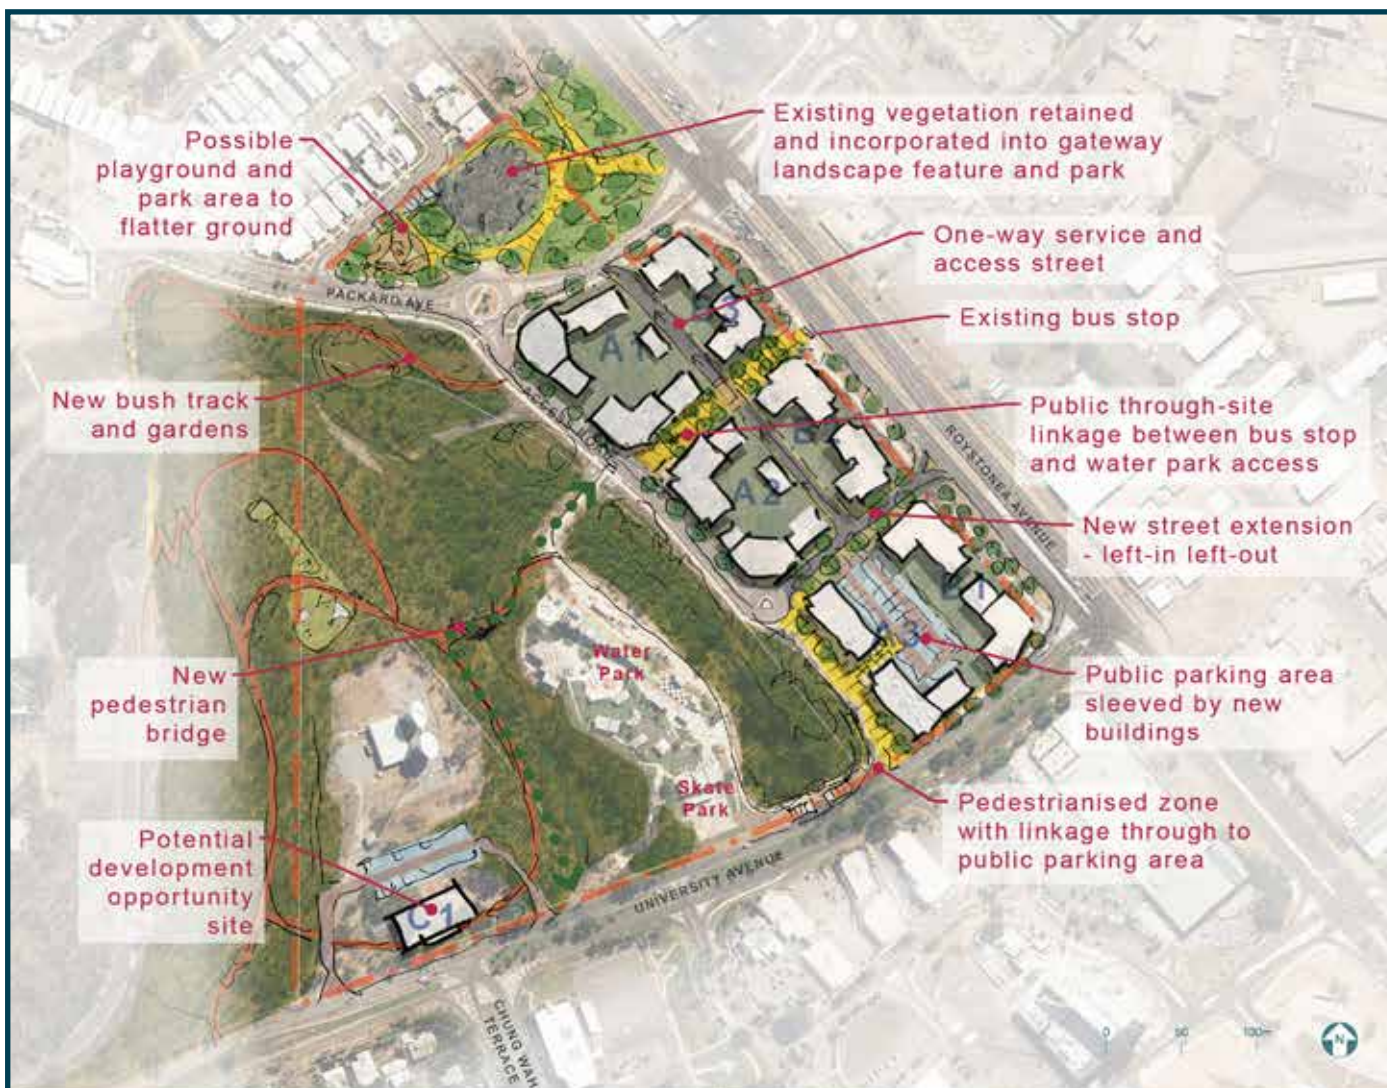 Possible
playground and
park area to
flatter ground
Existing vegetation retained
and incorporated into gateway
landscape feature and park
One-way service and
access street
Existing bus stop
PACKARD AVE
A1
New bush track
and gardens
Public through-site
linkage between bus stop
and water park access
ROYSTONEA AVENUE
A2
New street extension
- left-in left-out
New
pedestrian
bridge
Water
Park
Public parking area
sleeved by new
buildings
Skate
Park
Pedestrianised zone
with linkage through to
public parking area
Potential
development
opportunity
site
C1
UNIVERSITY AVENUE
CHUNG WAH
TERRACE
0 50 100m
N